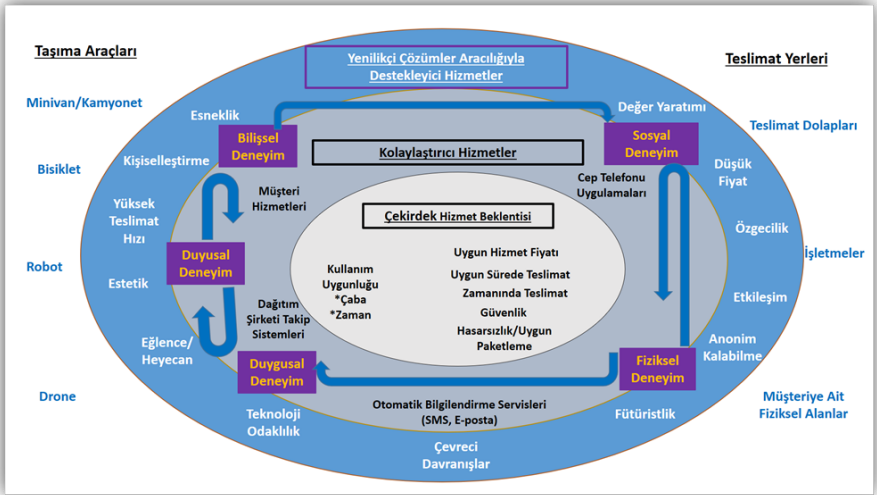 Taşıma Araçları
Minivan/Kamyonet
Bisiklet
Robot
Drone
Yenilikçi Çözümler Aracılığıyla
Destekleyici Hizmetler
Esneklik
Kişiselleştirme
Yüksek
Teslimat
Hızı
Estetik
Eğlence/
Heyecan
Teknoloji
Odaklılık
Çevreci
Davranışlar
Fütüristlik
Anonim
Kalabilme
Etkileşim
Özgecilik
Düşük
Fiyat
Değer Yaratımı
Bilişsel
Deneyim
Sosyal
Deneyim
Duyusal
Deneyim
Duygusal
Deneyim
Fiziksel
Deneyim
Kolaylaştırıcı Hizmetler
Müşteri
Hizmetleri
Cep Telefonu
Uygulamaları
Dağıtım
Şirketi Takip
Sistemleri
Otomatik Bilgilendirme Servisleri
(SMS, E-posta)
Çekirdek Hizmet Beklentisi
Kullanım
Uygunluğu
*Çaba
*Zaman
Uygun Hizmet Fiyatı
Uygun Sürede Teslimat
Zamanında Teslimat
Güvenlik
Hasarsızlık/Uygun
Paketleme
Teslimat Yerleri
Teslimat Dolapları
İşletmeler
Müşteriye Ait
Fiziksel Alanlar